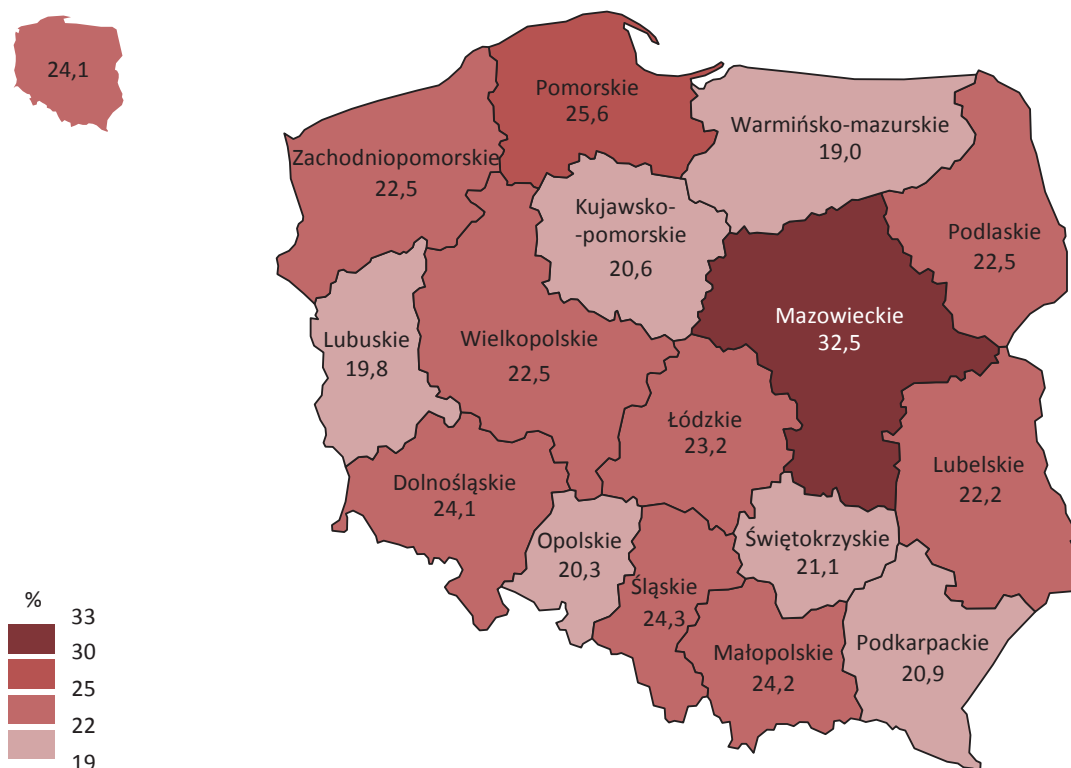 24,1
Pomorskie
25,6
Warmińsko-mazurskie
19,0
Zachodniopomorskie
22,5
Kujawsko-
-pomorskie
20,6
Podlaskie
22,5
Mazowieckie
32,5
Lubuskie
19,8
Wielkopolskie
22,5
Łódzkie
23,2
Lubelskie
22,2
Dolnośląskie
24,1
Opolskie
20,3
Świętokrzyskie
21,1
Śląskie
24,3
Małopolskie
24,2
Podkarpackie
20,9
%
33
30
25
22
19